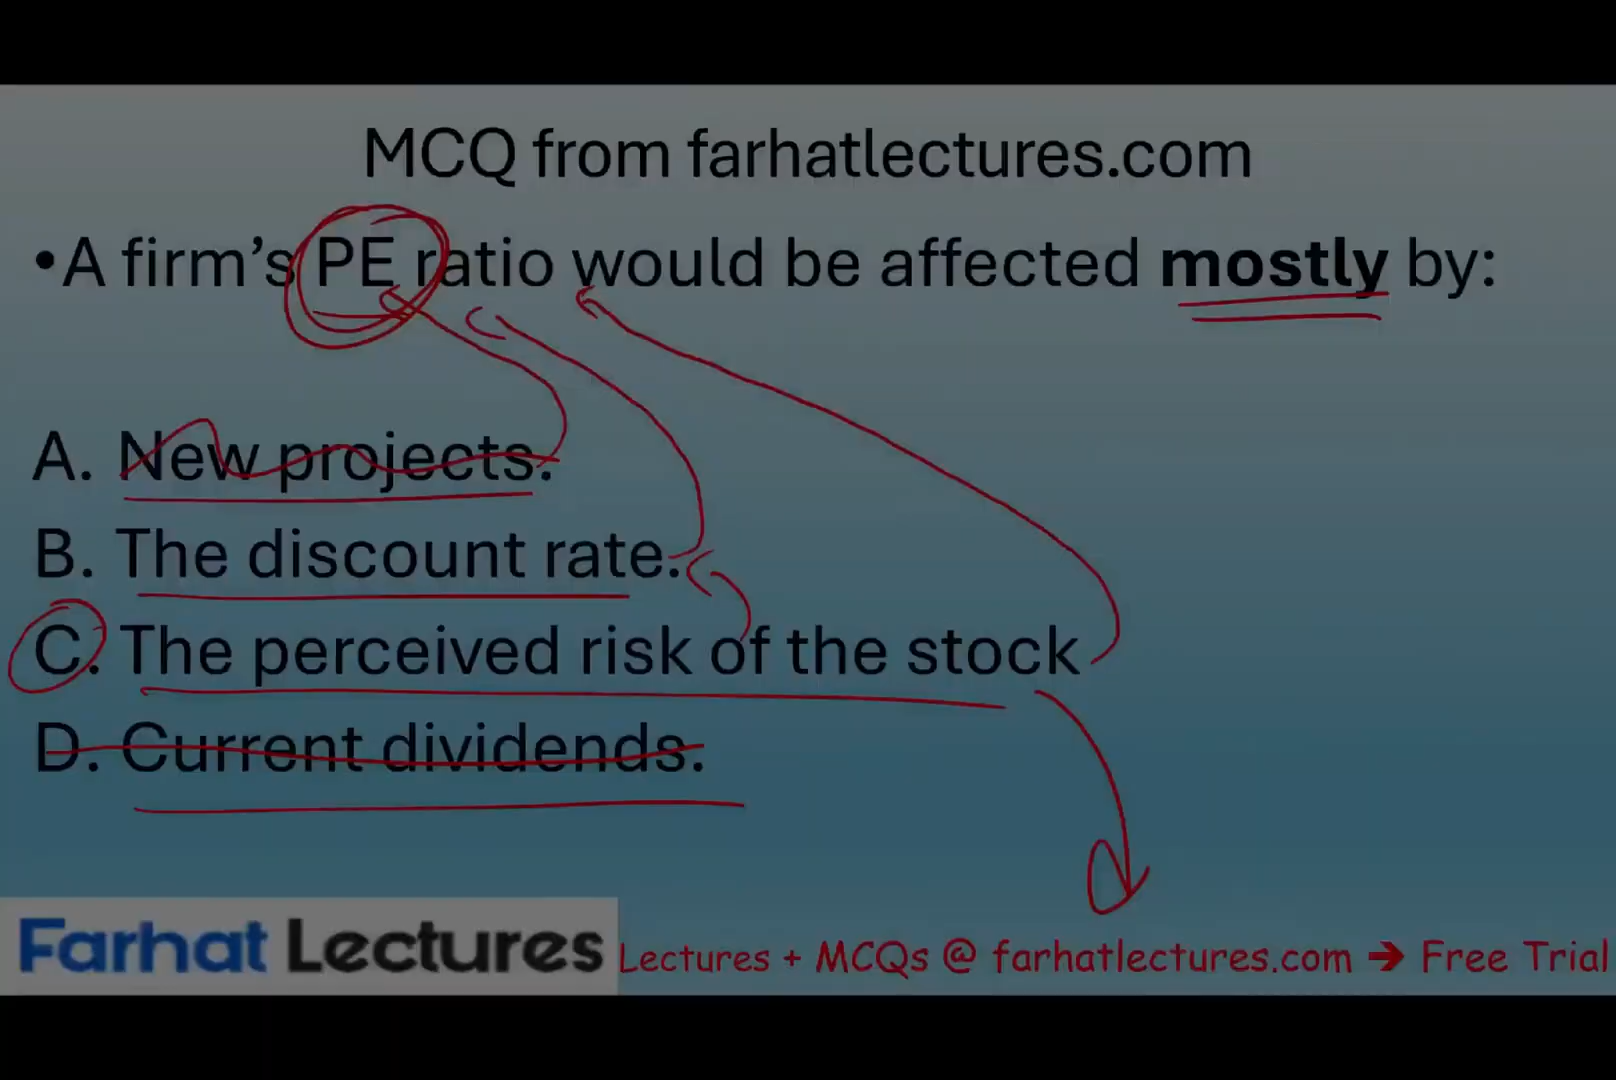 MCQ from farhatlectures.com
•A firm’s PE ratio would be affected mostly by:
A. New projects.
B. The discount rate.
C. The perceived risk of the stock
D. Current dividends.
Farhat Lectures
Lectures + MCQs @ farhatlectures.com → Free Trial